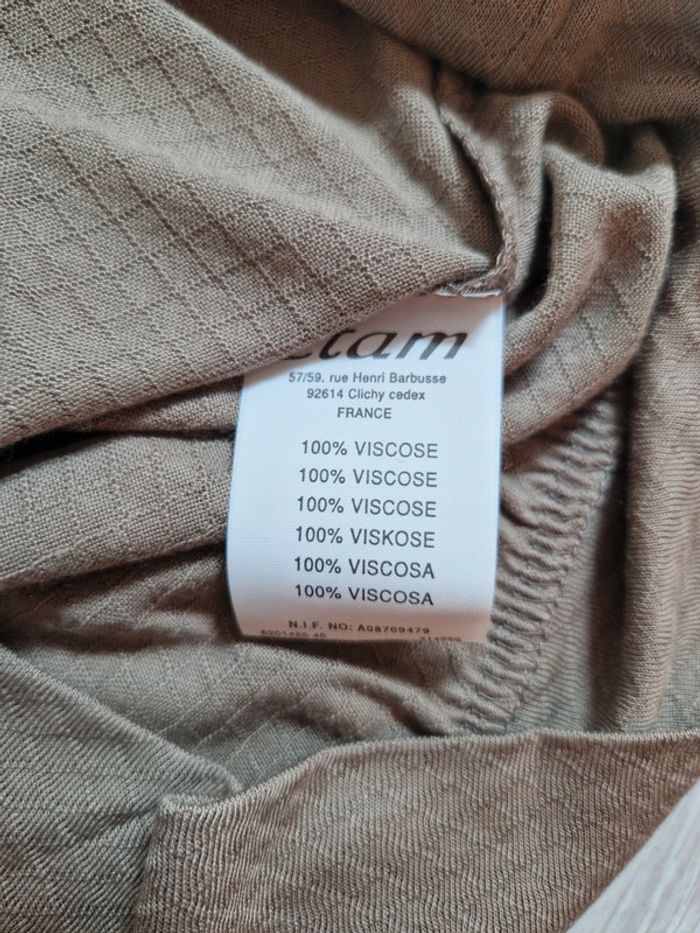 etam
57/59, rue Henri Barbusse
92614 Clichy cedex
FRANCE
100% VISCOSE
100% VISCOSE
100% VISCOSE
100% VISKOSE
100% VISCOSA
100% VISCOSA
N.I.F. NO: A08709479